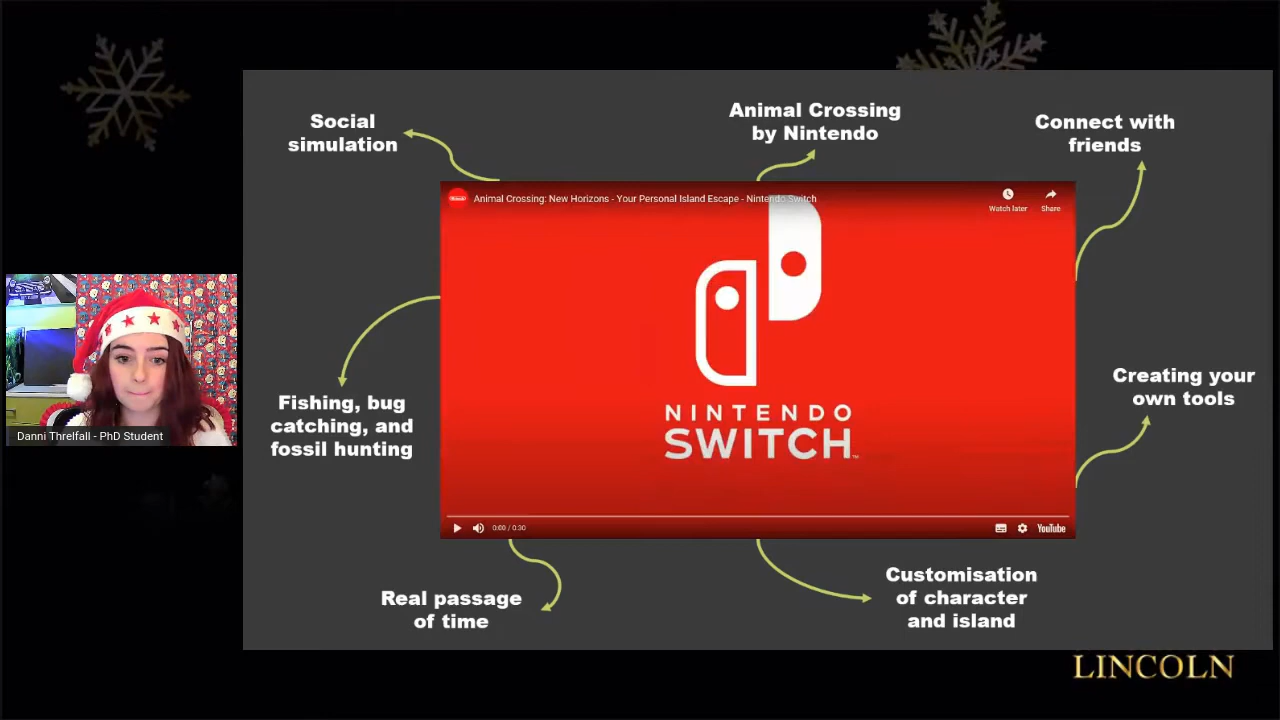 Social
simulation
Animal Crossing
by Nintendo
Connect with
friends
Animal Crossing: New Horizons - Your Personal Island Escape - Nintendo Switch
Watch later
Share
NINTENDO
SWITCH™
Fishing, bug
catching, and
fossil hunting
Creating your
own tools
Danni Threlfall - PhD Student
0:00 / 0:30
YouTube
Real passage
of time
Customisation
of character
and island
LINCOLN